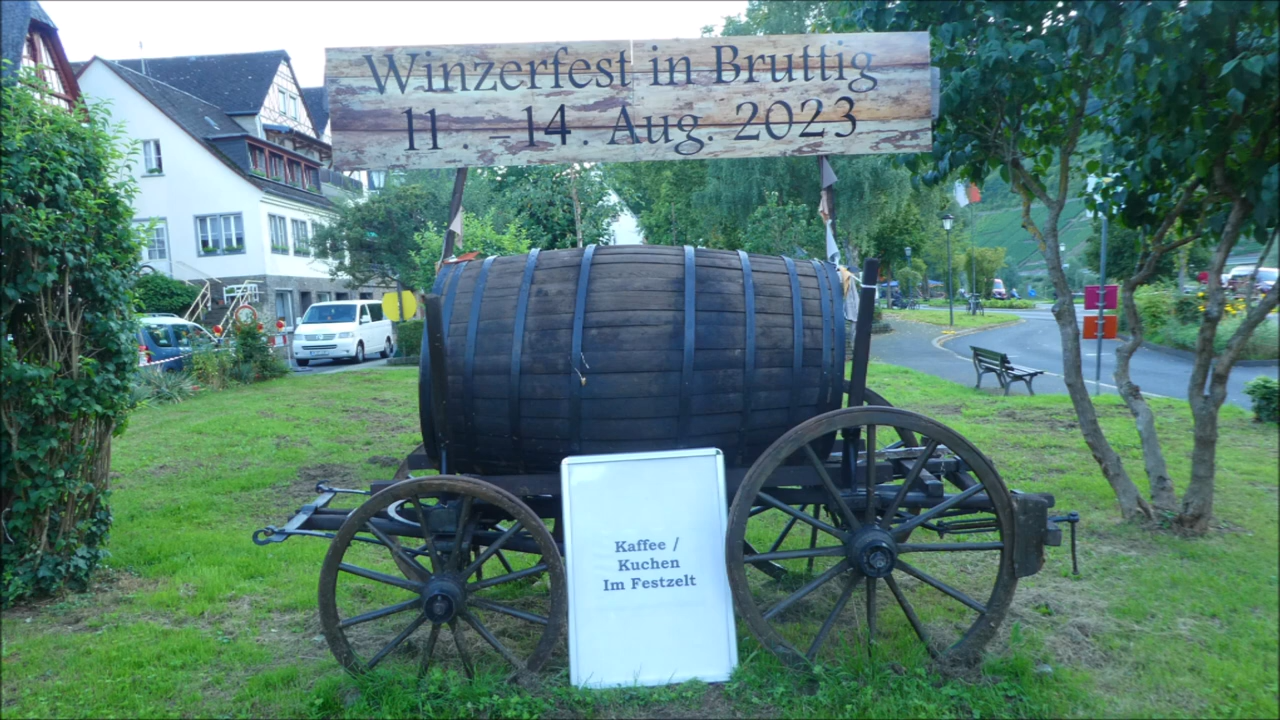 Winzerfest in Bruttig
11. -14. Aug. 2023
Kaffee /
Kuchen
Im Festzelt